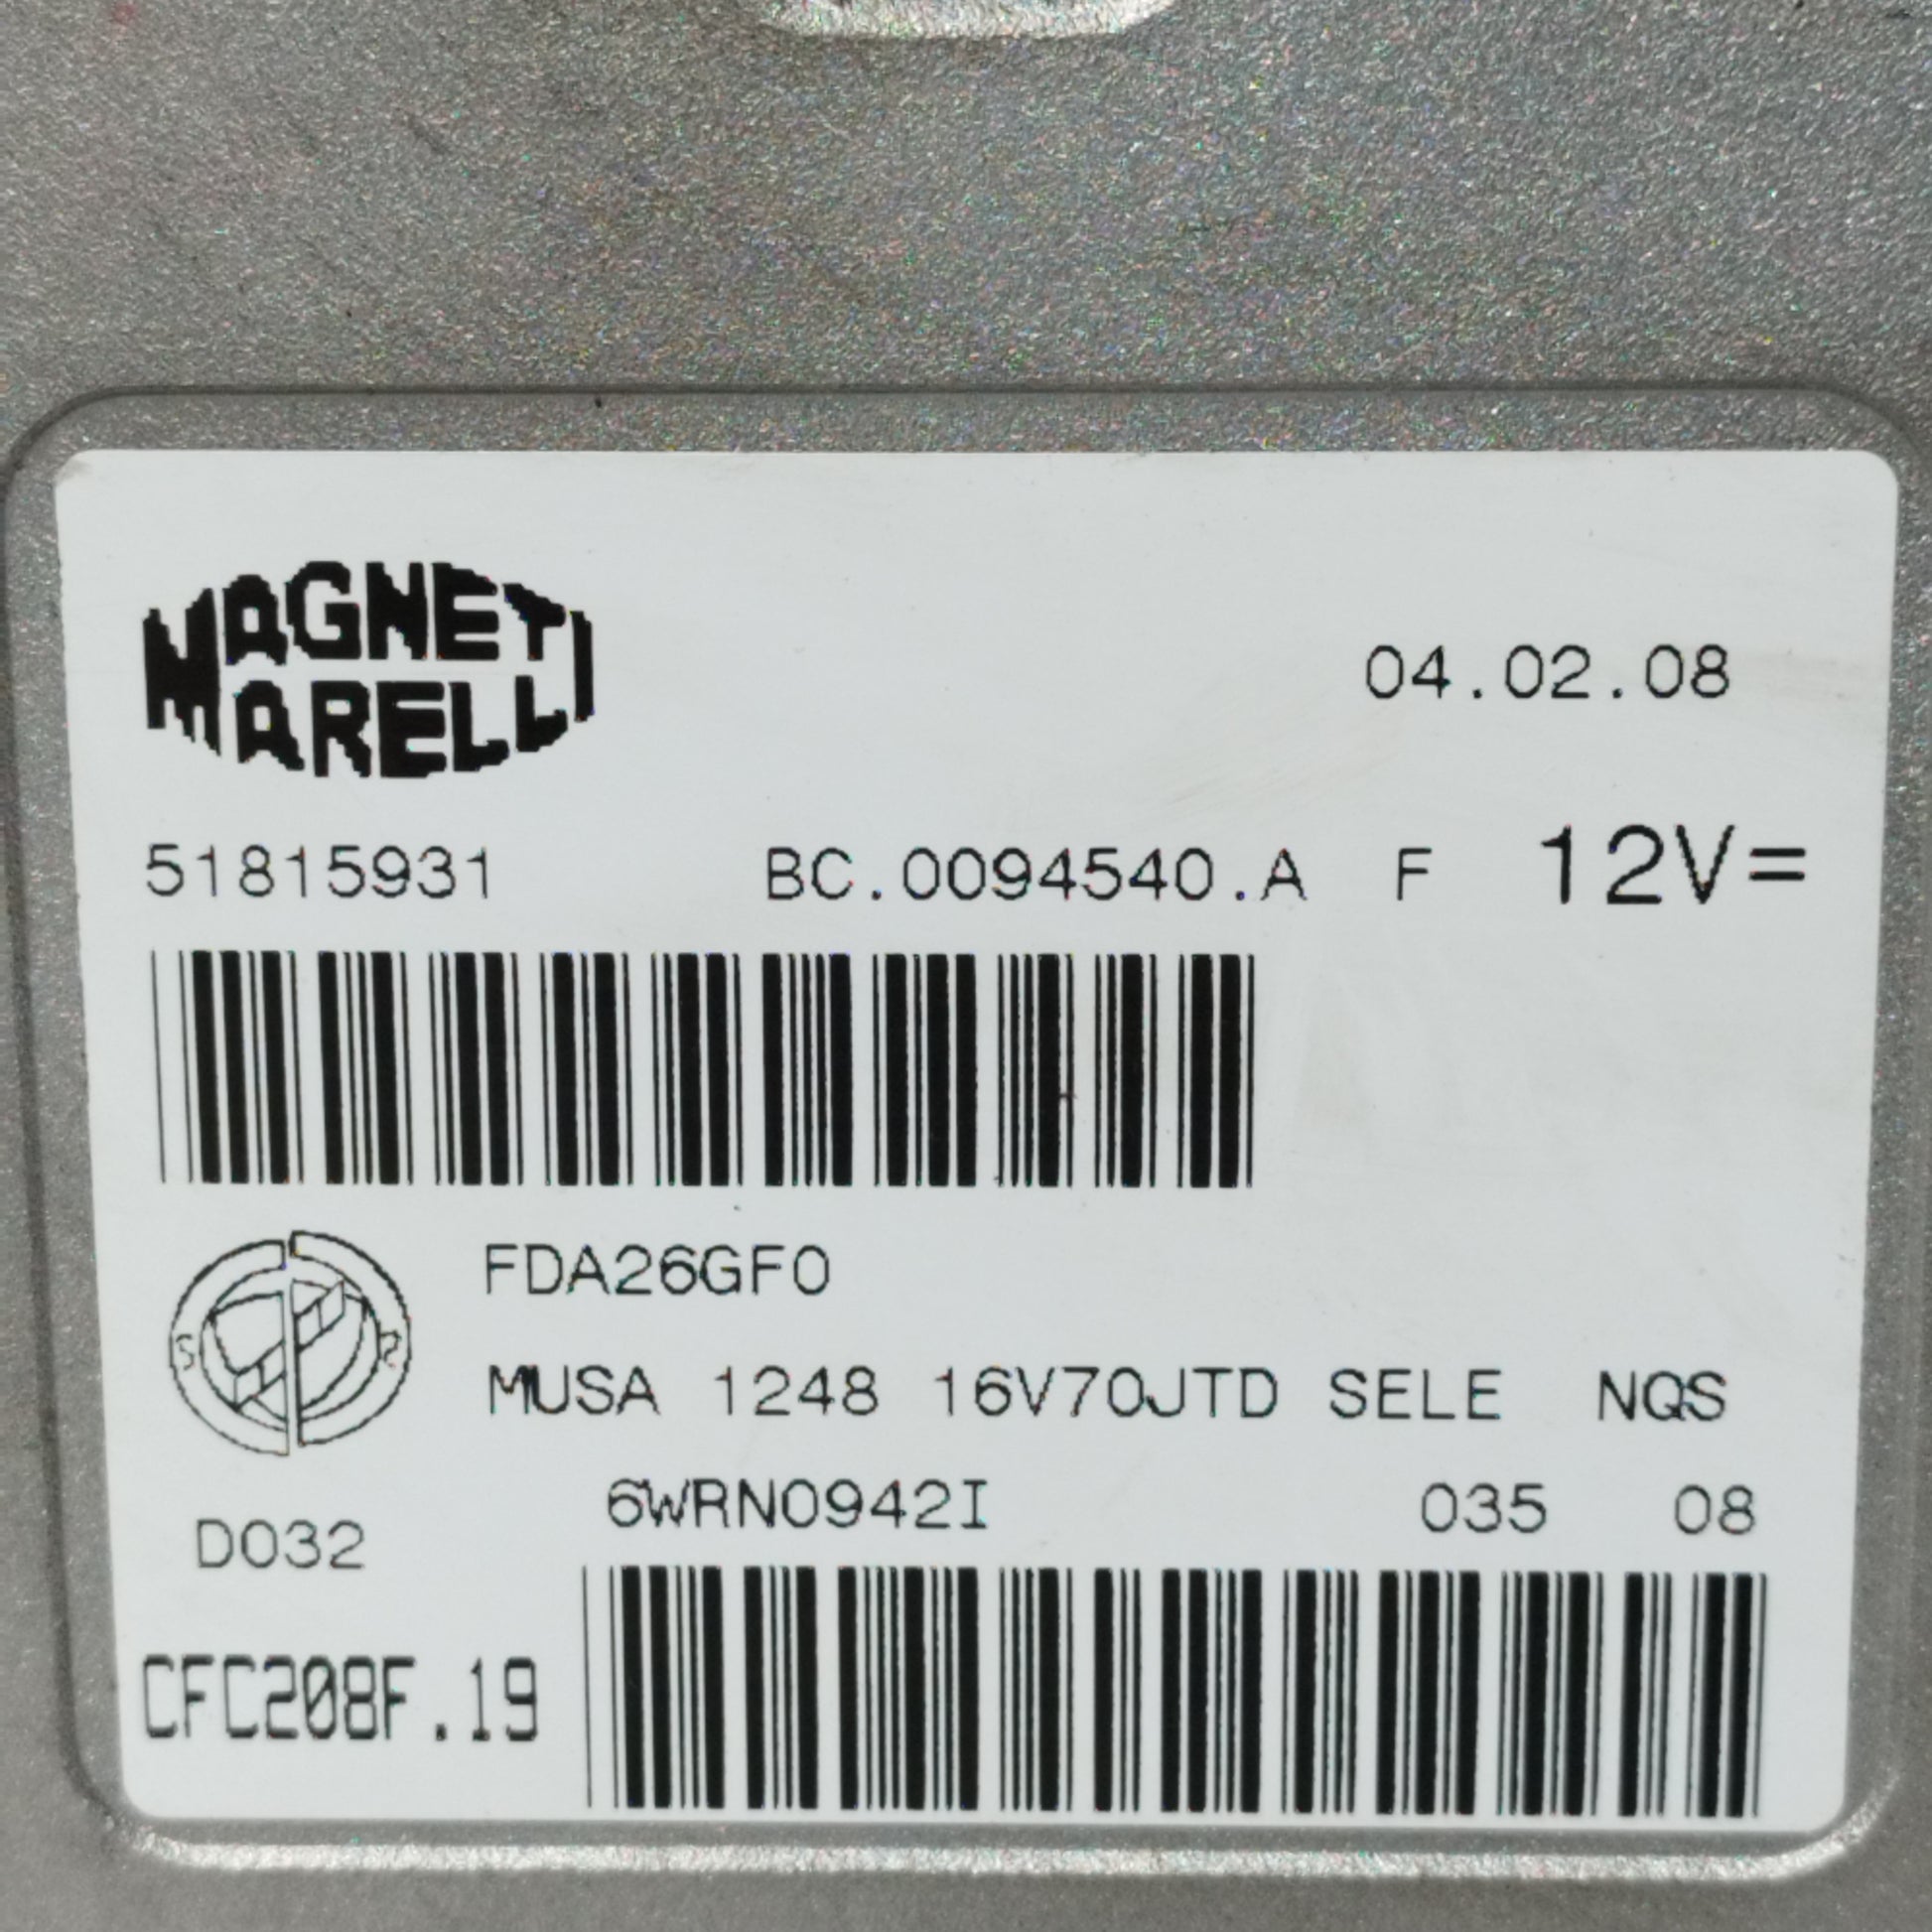 MAGNETI
MARELLI
04.02.08
51815931 BC.0094540.A F 12V=
FDA26GF0
MUSA 1248 16V70JTD SELE NQS
6WRN0942I 035 08
D032
CFC208F.19